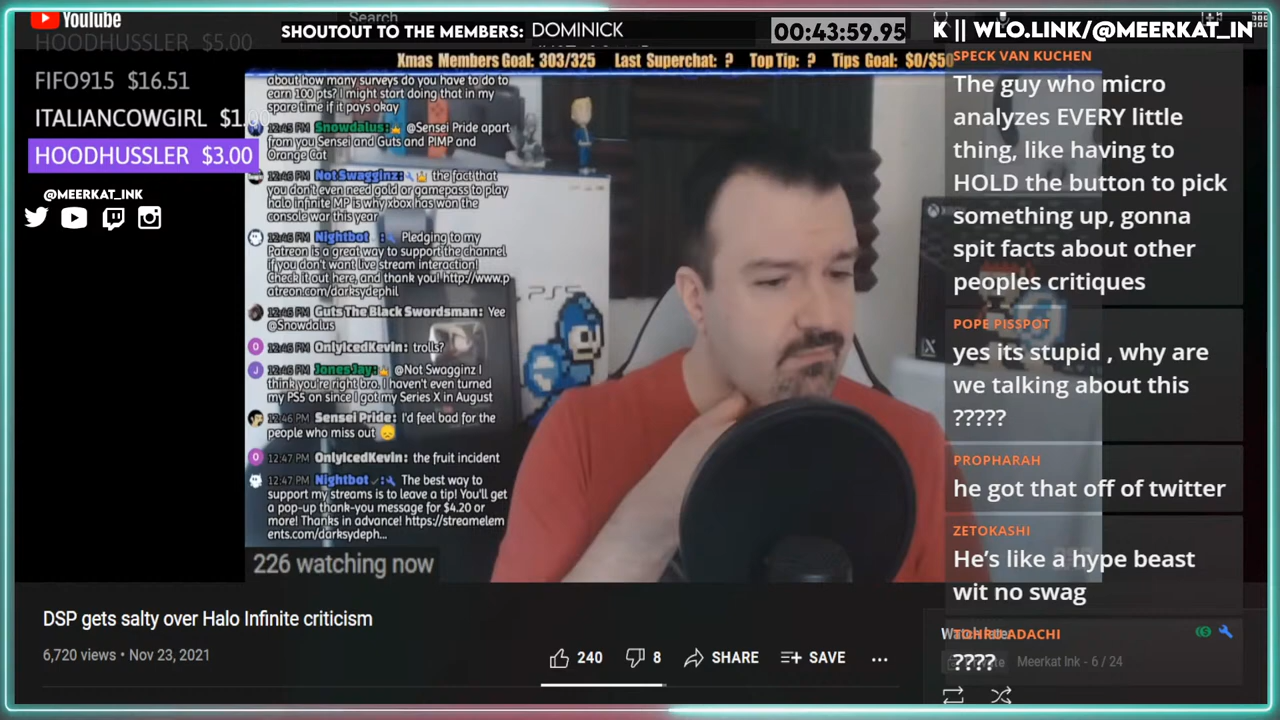 YouTube
Search
SHOUTOUT TO THE MEMBERS: DOMINICK
00:43:59.95
K || WLO.LINK/@MEERKAT_IN
HOODHUSSLER $5.00
FIFO915 $16.51
ITALIANCOWGIRL $1.
HOODHUSSLER $3.00
@MEERKAT_INK
Xmas Members Goal: 303/325 Last Superchat: ? Top Tip: ? Tips Goal: $0/$50
about how many surveys do you have to do to
earn 100 pts? I might start doing that in my
spare time if it pays okay
12:45 PM Snowdalus: @Sensei Pride apart
from you Sensei and Guts and PIMP and
Orange Cat
12:46 PM Not Swagginz: the fact that
you don't even need gold or gamepass to play
halo infinite MP is why xbox has won the
console war this year
12:46 PM Nightbot : Pledging to my
Patreon is a great way to support the channel
if you don't want live stream interaction!
Check it out here, and thank you! http://www.p
atreon.com/darksydephil
12:46 PM Guts The Black Swordsman: Yee
@Snowdalus
12:46 PM OnlyIcedKevin: trolls?
12:46 PM JonesJay: @Not Swagginz I
think you're right bro. I haven't even turned
my PS5 on since I got my Series X in August
12:46 PM Sensei Pride: I'd feel bad for the
people who miss out
12:47 PM OnlyIcedKevin: the fruit incident
12:47 PM Nightbot : The best way to
support my streams is to leave a tip! You'll get
a pop-up thank-you message for $4.20 or
more! Thanks in advance! https://streamelem
ents.com/darksydeph...
226 watching now
PS5
XBOX
SPECK VAN KUCHEN
The guy who micro
analyzes EVERY little
thing, like having to
HOLD the button to pick
something up, gonna
spit facts about other
peoples critiques
POPE PISSPOT
yes its stupid , why are
we talking about this
?????
PROPHARAH
he got that off of twitter
ZETOKASHI
He's like a hype beast
wit no swag
ADACHI
????
Meerkat Ink - 6 / 24
DSP gets salty over Halo Infinite criticism
6,720 views • Nov 23, 2021
240
8
SHARE
SAVE